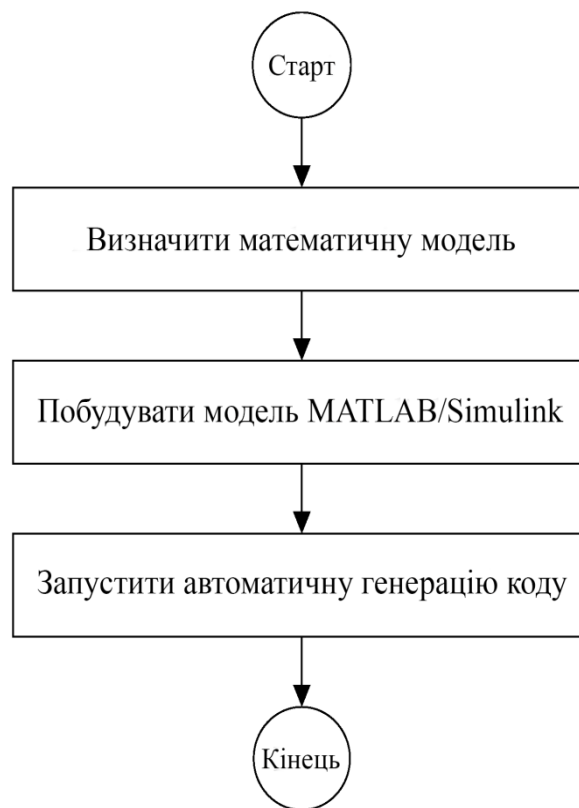 Старт
Визначити математичну модель
Побудувати модель MATLAB/Simulink
Запустити автоматичну генерацію коду
Кінець